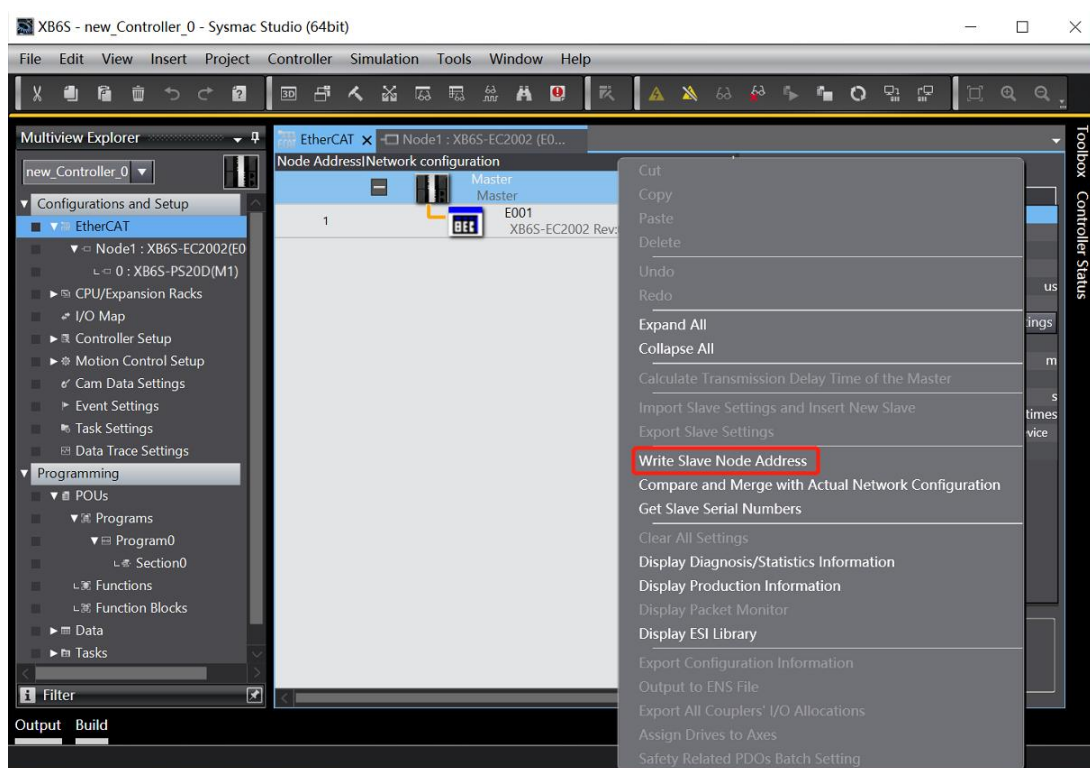 XB6S - new_Controller_0 - Sysmac Studio (64bit)
File Edit View Insert Project Controller Simulation Tools Window Help
Multiview Explorer
new_Controller_0
Configurations and Setup
EtherCAT
Node1 : XB6S-EC2002(E0
0 : XB6S-PS20D(M1)
CPU/Expansion Racks
I/O Map
Controller Setup
Motion Control Setup
Cam Data Settings
Event Settings
Task Settings
Data Trace Settings
Programming
POUs
Programs
Program0
Section0
Functions
Function Blocks
Data
Tasks
Filter
Output Build
EtherCAT
Node1 : XB6S-EC2002 (E0...
Node Address|Network configuration
Master
Master
1
E001
XB6S-EC2002 Rev:
Cut
Copy
Paste
Delete
Undo
Redo
Expand All
Collapse All
Calculate Transmission Delay Time of the Master
Import Slave Settings and Insert New Slave
Export Slave Settings
Write Slave Node Address
Compare and Merge with Actual Network Configuration
Get Slave Serial Numbers
Clear All Settings
Display Diagnosis/Statistics Information
Display Production Information
Display Packet Monitor
Display ESI Library
Export Configuration Information
Output to ENS File
Export All Couplers' I/O Allocations
Assign Drives to Axes
Safety Related PDOs Batch Setting
us
ings
m
s
times
vice
Toolbox
Controller Status